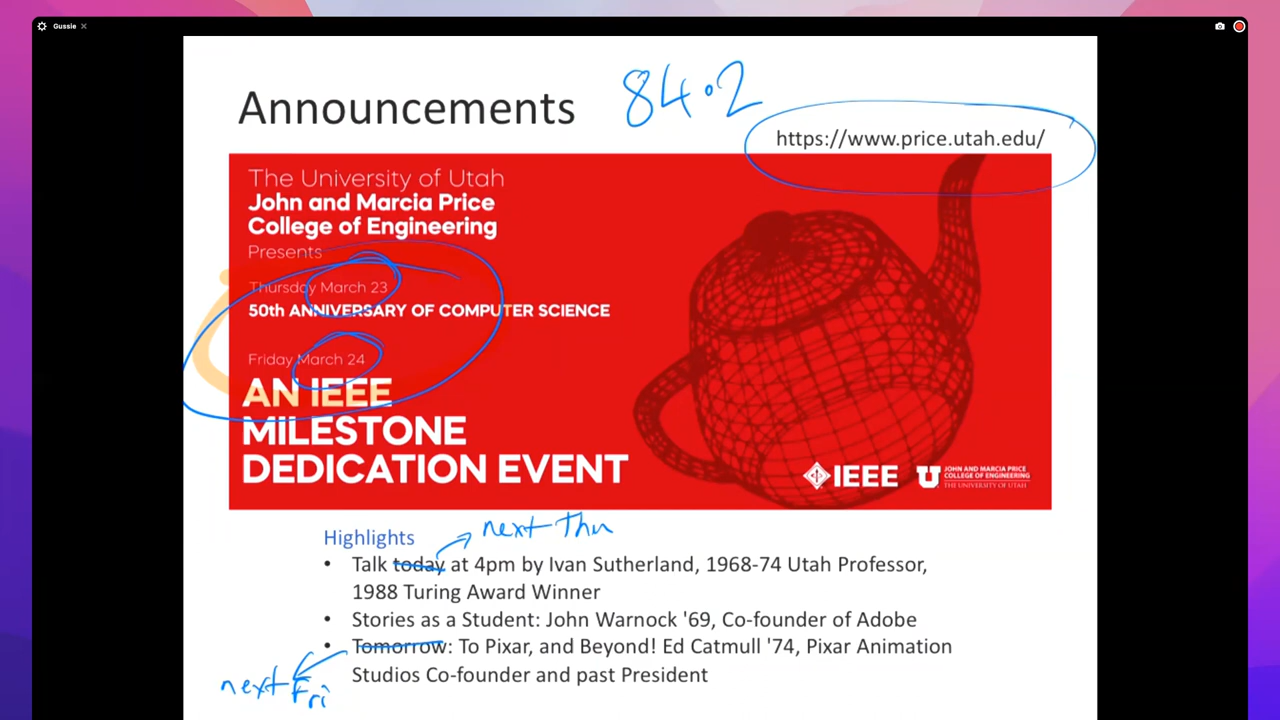 Gussie
Announcements
84.2
https://www.price.utah.edu/
The University of Utah
John and Marcia Price
College of Engineering
Presents
Thursday March 23
50th ANNIVERSARY OF COMPUTER SCIENCE
Friday March 24
AN IEEE
MILESTONE
DEDICATION EVENT
IEEE
U
JOHN AND MARCIA PRICE
COLLEGE OF ENGINEERING
THE UNIVERSITY OF UTAH
next Thu
Highlights
• Talk today at 4pm by Ivan Sutherland, 1968-74 Utah Professor,
1988 Turing Award Winner
• Stories as a Student: John Warnock '69, Co-founder of Adobe
• Tomorrow: To Pixar, and Beyond! Ed Catmull '74, Pixar Animation
Studios Co-founder and past President
next Fri